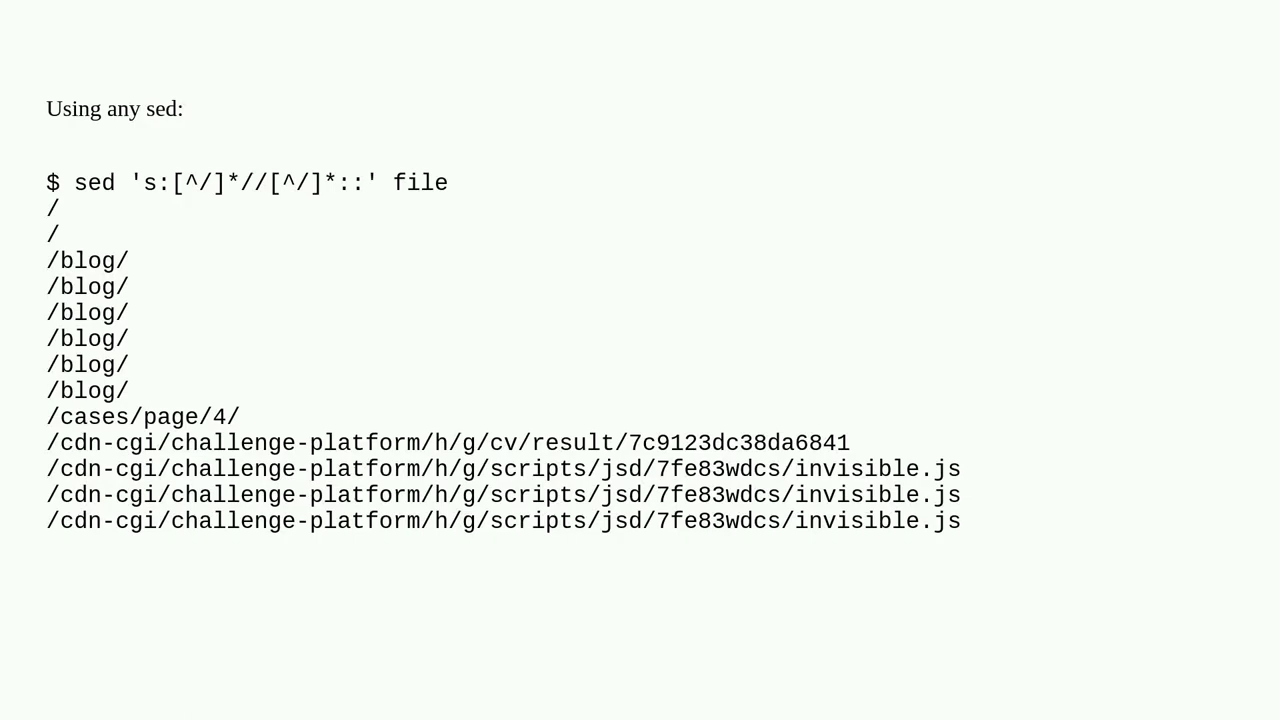 Using any sed:
$ sed 's:[^/]*//[^/]*::' file
/
/
/blog/
/blog/
/blog/
/blog/
/blog/
/blog/
/cases/page/4/
/cdn-cgi/challenge-platform/h/g/cv/result/7c9123dc38da6841
/cdn-cgi/challenge-platform/h/g/scripts/jsd/7fe83wdcs/invisible.js
/cdn-cgi/challenge-platform/h/g/scripts/jsd/7fe83wdcs/invisible.js
/cdn-cgi/challenge-platform/h/g/scripts/jsd/7fe83wdcs/invisible.js